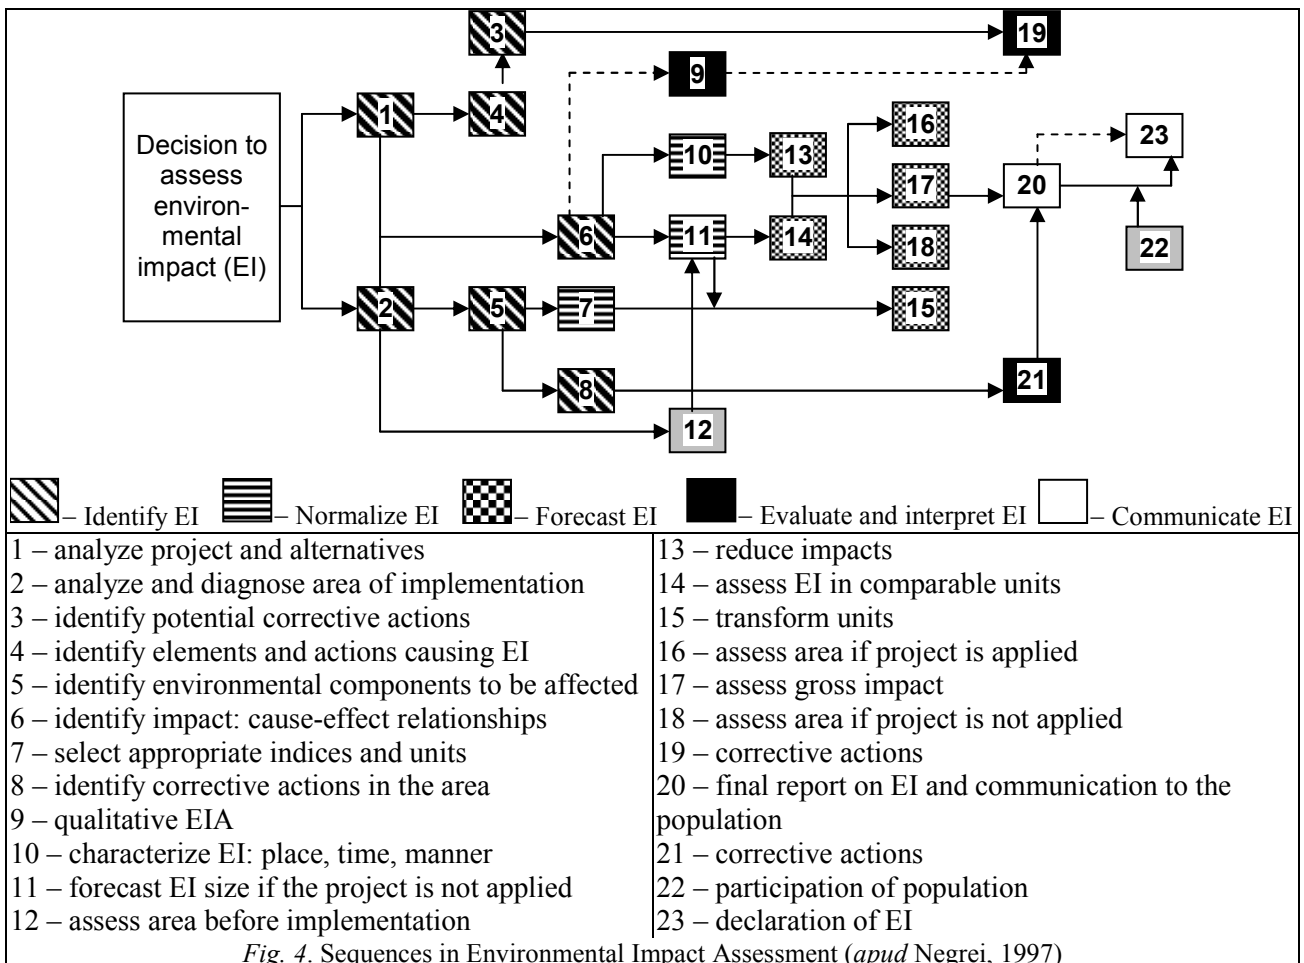 3
19
9
1
4
16
23
Decision to
assess
environ-
mental
impact (EI)
10
13
17
20
6
11
14
18
22
2
5
7
15
8
21
12
– Identify EI – Normalize EI – Forecast EI – Evaluate and interpret EI – Communicate EI
1 – analyze project and alternatives
2 – analyze and diagnose area of implementation
3 – identify potential corrective actions
4 – identify elements and actions causing EI
5 – identify environmental components to be affected
6 – identify impact: cause-effect relationships
7 – select appropriate indices and units
8 – identify corrective actions in the area
9 – qualitative EIA
10 – characterize EI: place, time, manner
11 – forecast EI size if the project is not applied
12 – assess area before implementation
13 – reduce impacts
14 – assess EI in comparable units
15 – transform units
16 – assess area if project is applied
17 – assess gross impact
18 – assess area if project is not applied
19 – corrective actions
20 – final report on EI and communication to the
population
21 – corrective actions
22 – participation of population
23 – declaration of EI
Fig. 4. Sequences in Environmental Impact Assessment (apud Negrei, 1997)